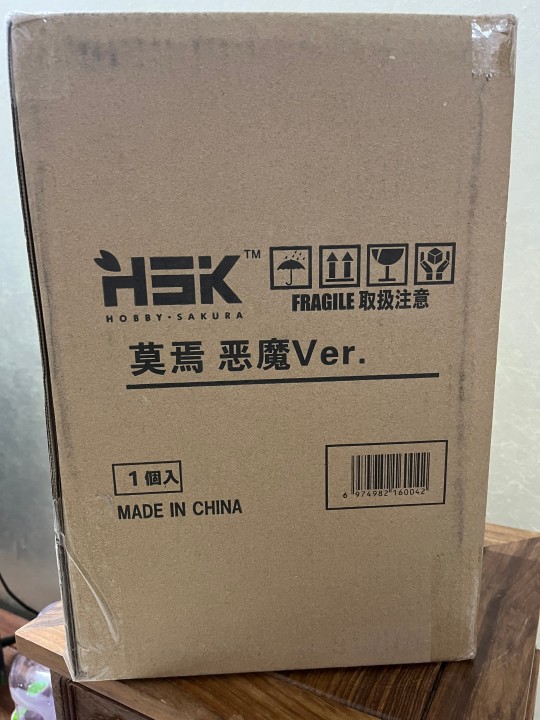 HSK™
HOBBY·SAKURA
FRAGILE 取扱注意
莫焉 恶魔Ver.
1個入
MADE IN CHINA
6 974982 160042